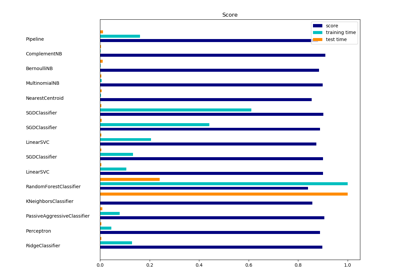 Score
score
training time
test time
Pipeline
ComplementNB
BernoulliNB
MultinomialNB
NearestCentroid
SGDClassifier
SGDClassifier
LinearSVC
SGDClassifier
LinearSVC
RandomForestClassifier
KNeighborsClassifier
PassiveAggressiveClassifier
Perceptron
RidgeClassifier
0.0 0.2 0.4 0.6 0.8 1.0